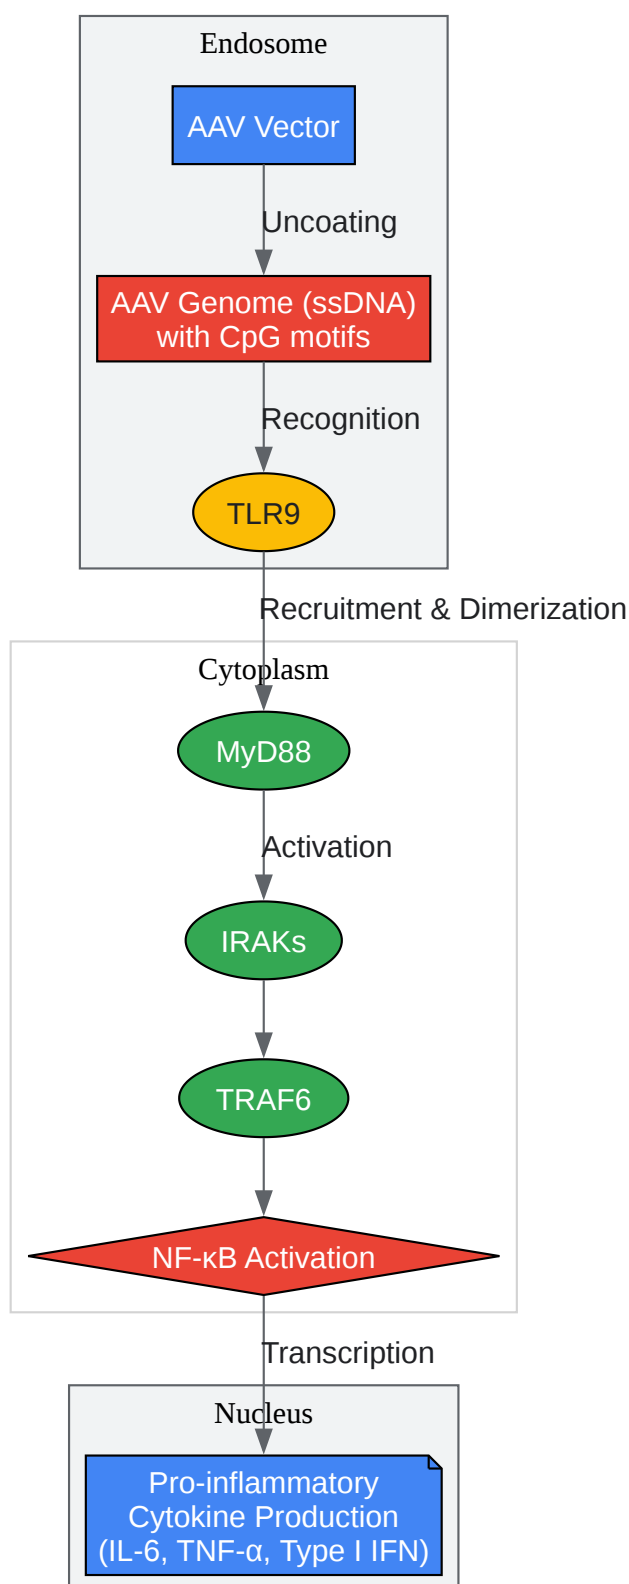 Endosome
AAV Vector
Uncoating
AAV Genome (ssDNA)
with CpG motifs
Recognition
TLR9
Recruitment & Dimerization
Cytoplasm
MyD88
Activation
IRAKs
TRAF6
NF-κB Activation
Transcription
Nucleus
Pro-inflammatory
Cytokine Production
(IL-6, TNF-α, Type I IFN)